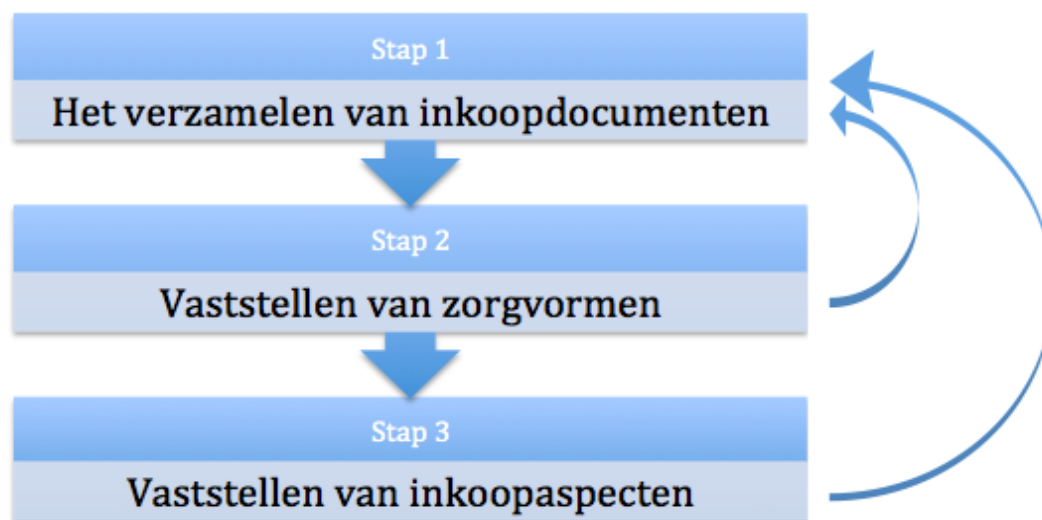 Stap 1
Het verzamelen van inkoopdocumenten
Stap 2
Vaststellen van zorgvormen
Stap 3
Vaststellen van inkoopaspecten